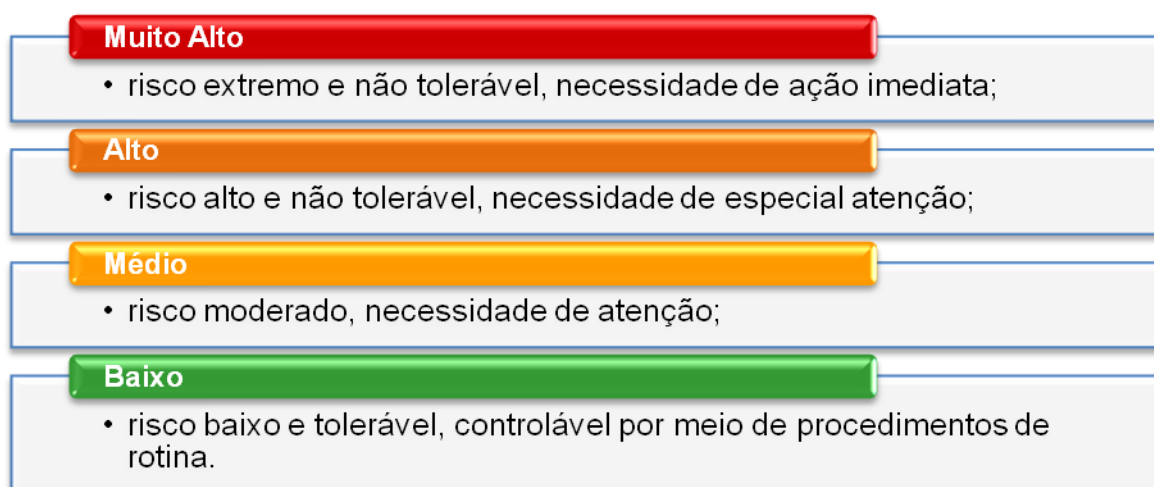 Muito Alto
• risco extremo e não tolerável, necessidade de ação imediata;
Alto
• risco alto e não tolerável, necessidade de especial atenção;
Médio
• risco moderado, necessidade de atenção;
Baixo
• risco baixo e tolerável, controlável por meio de procedimentos de
rotina.